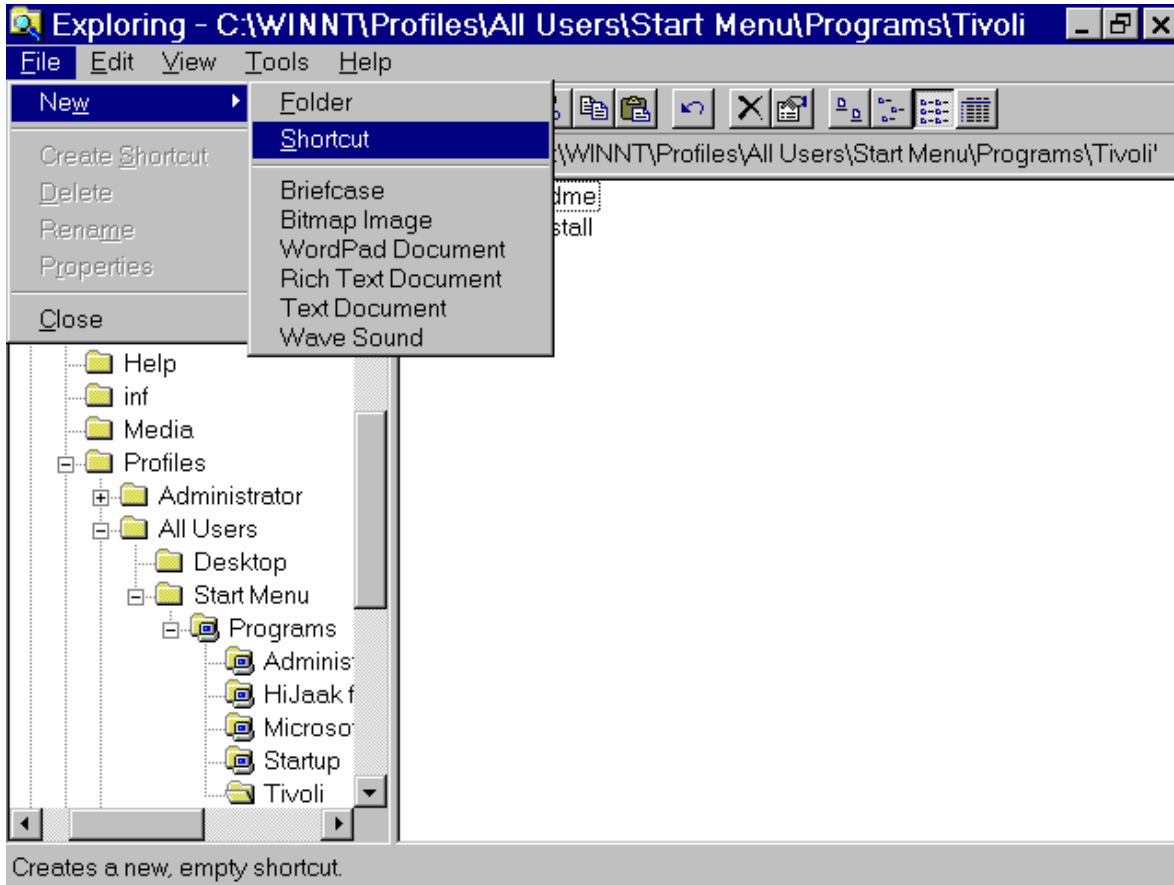 Exploring - C:\WINNT\Profiles\All Users\Start Menu\Programs\Tivoli
File Edit View Tools Help
New
Create Shortcut
Delete
Rename
Properties
Close
Folder
Shortcut
Briefcase
Bitmap Image
WordPad Document
Rich Text Document
Text Document
Wave Sound
:\WINNT\Profiles\All Users\Start Menu\Programs\Tivoli'
Help
inf
Media
Profiles
Administrator
All Users
Desktop
Start Menu
Programs
Adminis
HiJaak f
Microso
Startup
Tivoli
dme
stall
Creates a new, empty shortcut.